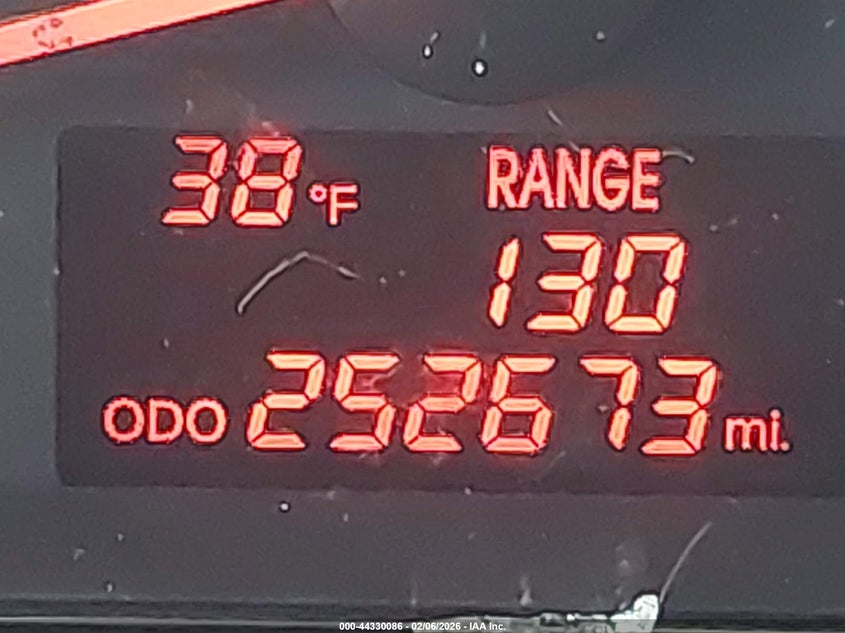 38 °F RANGE
130
ODO 252673 mi.
000-44330086 - 02/06/2026 - IAA Inc.